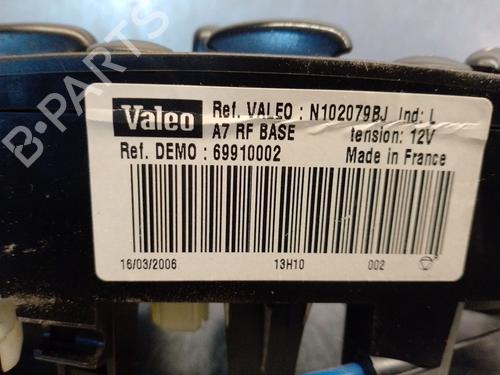 Valeo
Ref. VALEO : N102079BJ Ind: L
A7 RF BASE
tension: 12V
Ref. DEMO : 69910002
Made in France
16/03/2006
13H10
002
B-PARTS